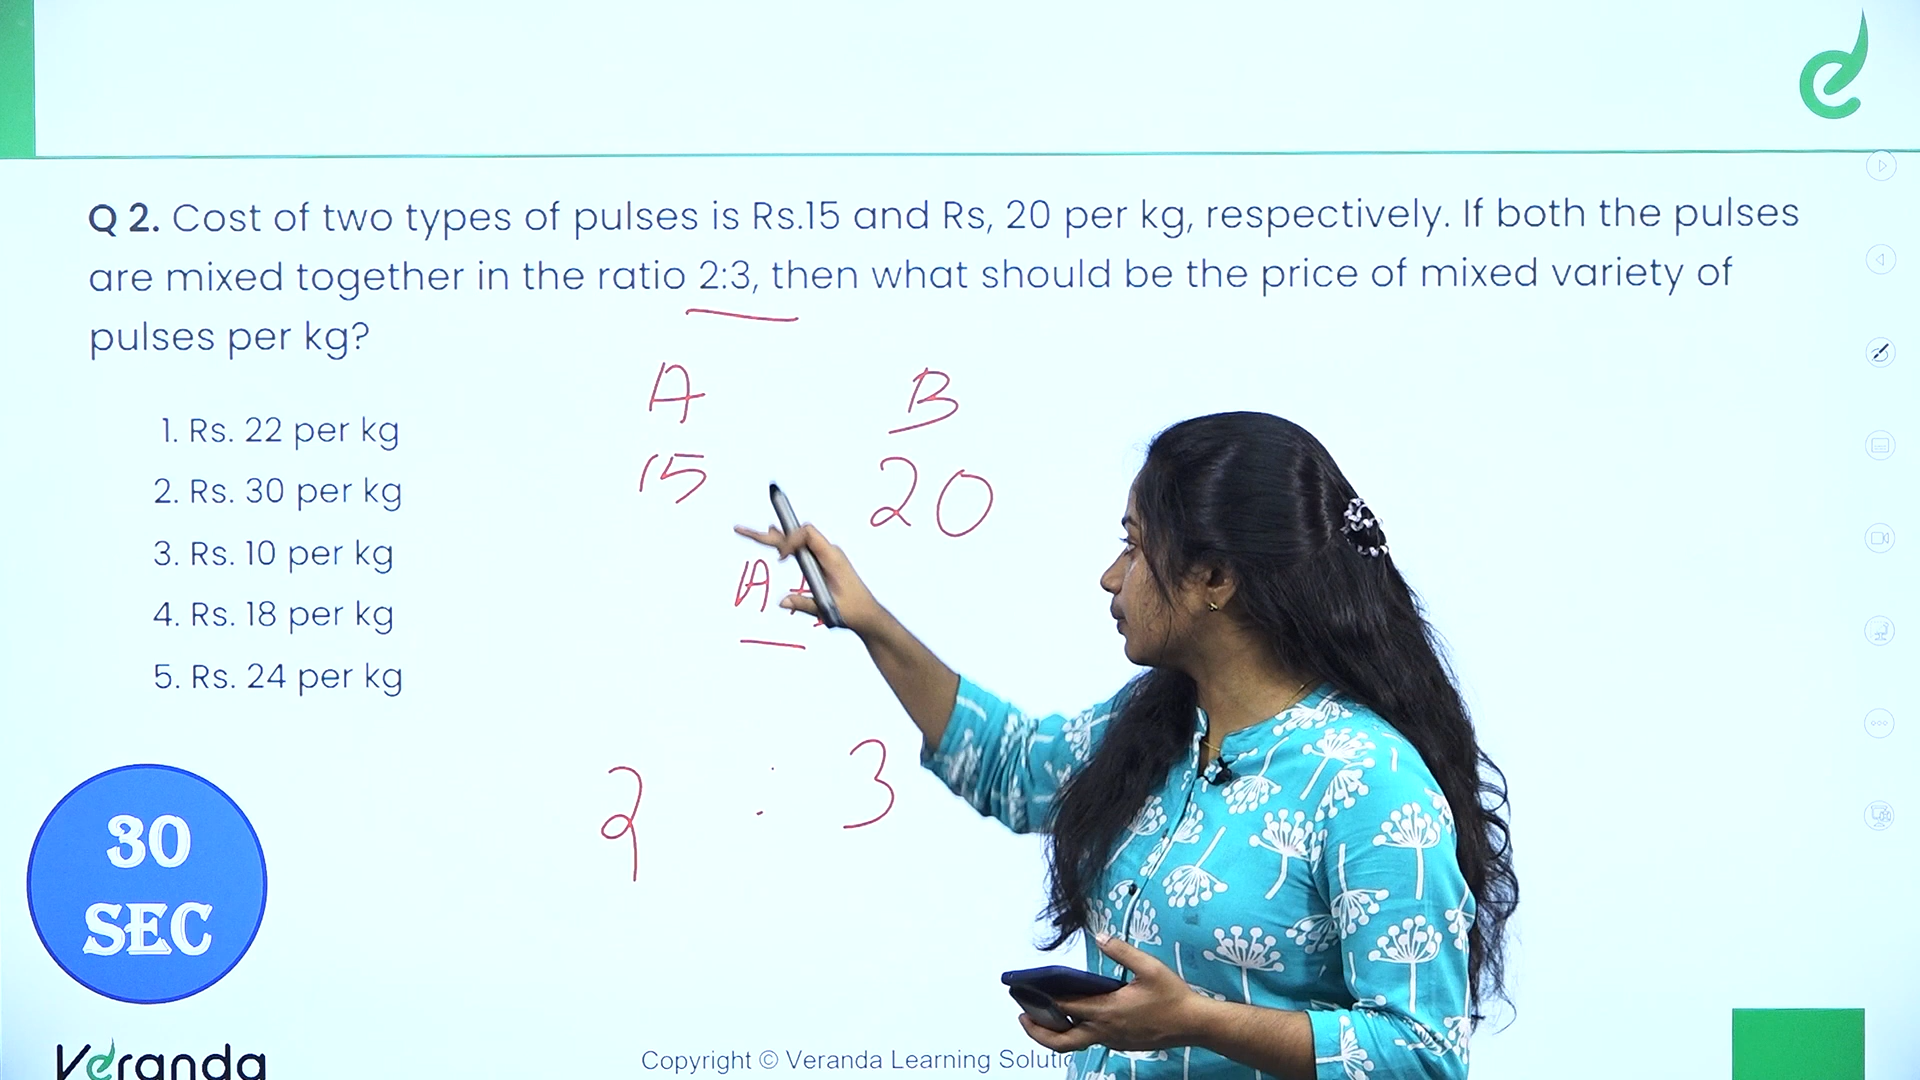 Q 2. Cost of two types of pulses is Rs.15 and Rs, 20 per kg, respectively. If both the pulses
are mixed together in the ratio 2:3, then what should be the price of mixed variety of
pulses per kg?
A B
1. Rs. 22 per kg
15 20
2. Rs. 30 per kg
3. Rs. 10 per kg
A
4. Rs. 18 per kg
5. Rs. 24 per kg
2 : 3
30
SEC
Veranda
Copyright © Veranda Learning